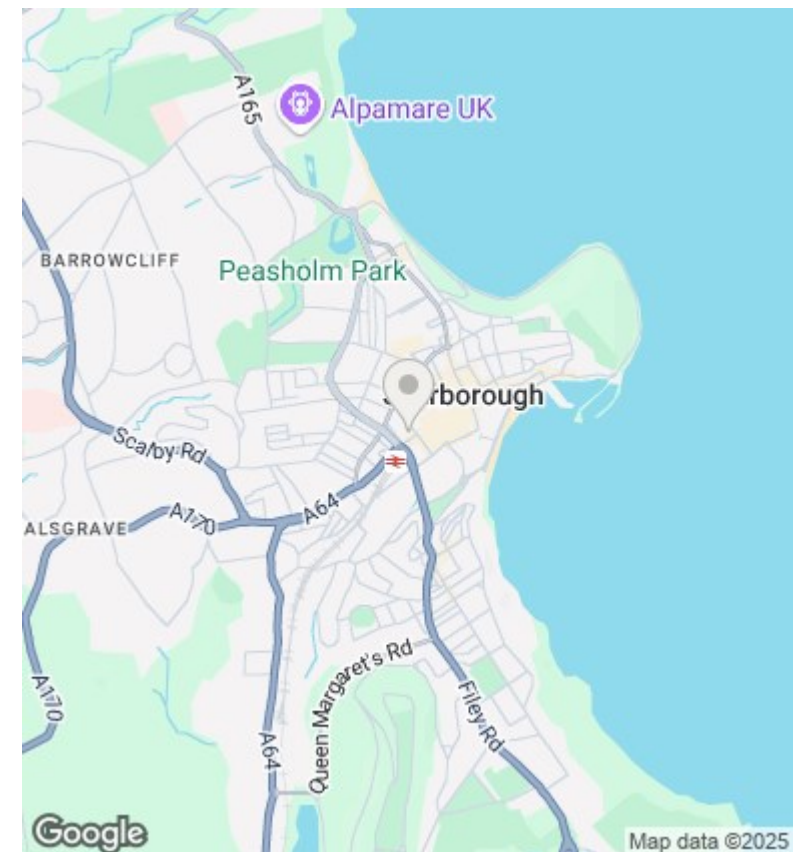 A165
Alpamare UK
BARROWCLIFF
Peasholm Park
rborough
Scalby Rd
A64
A170
ALSGRAVE
Queen Margaret's Rd
Filey Rd
A170
A64
Google
Map data ©2025